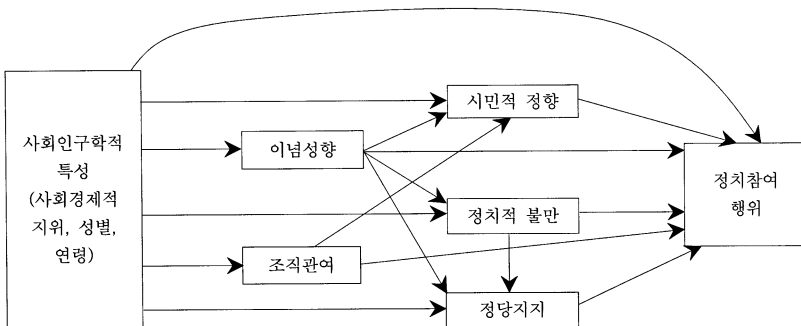 사회인구학적
특성
(사회경제적
지위, 성별,
연령)
이념성향
조직관여
시민적 정향
정치적 불만
정당지지
정치참여
행위